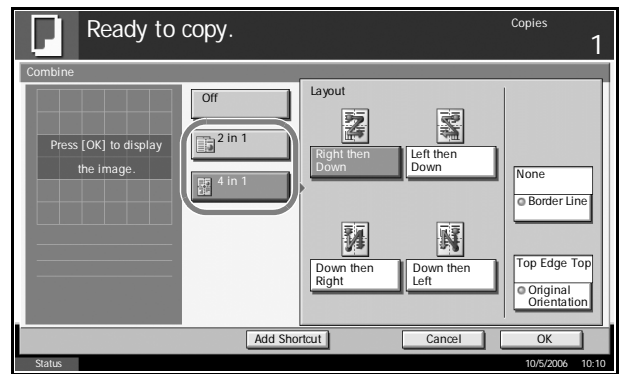 Ready to copy.
Copies
1
Combine
Press [OK] to display
the image.
Off
2 in 1
4 in 1
Layout
Right then
Down
Left then
Down
Down then
Right
Down then
Left
None
Border Line
Top Edge Top
Original
Orientation
Add Shortcut
Cancel
OK
Status
10/5/2006 10:10